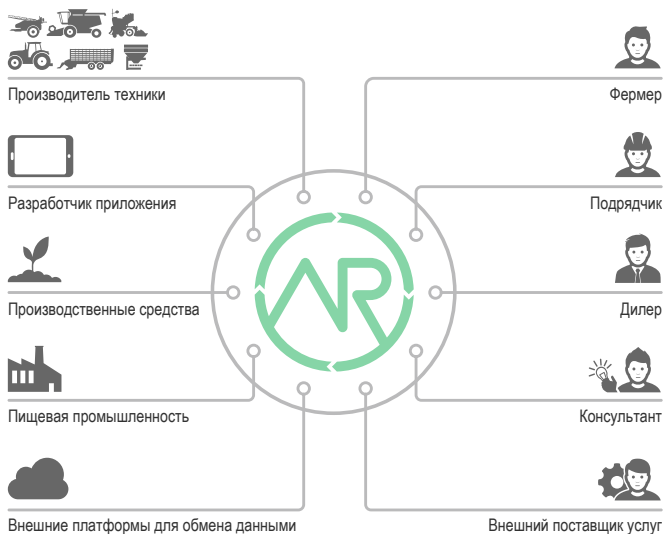 Производитель техники
Фермер
Разработчик приложения
Подрядчик
AR
Производственные средства
Дилер
Пищевая промышленность
Консультант
Внешние платформы для обмена данными
Внешний поставщик услуг